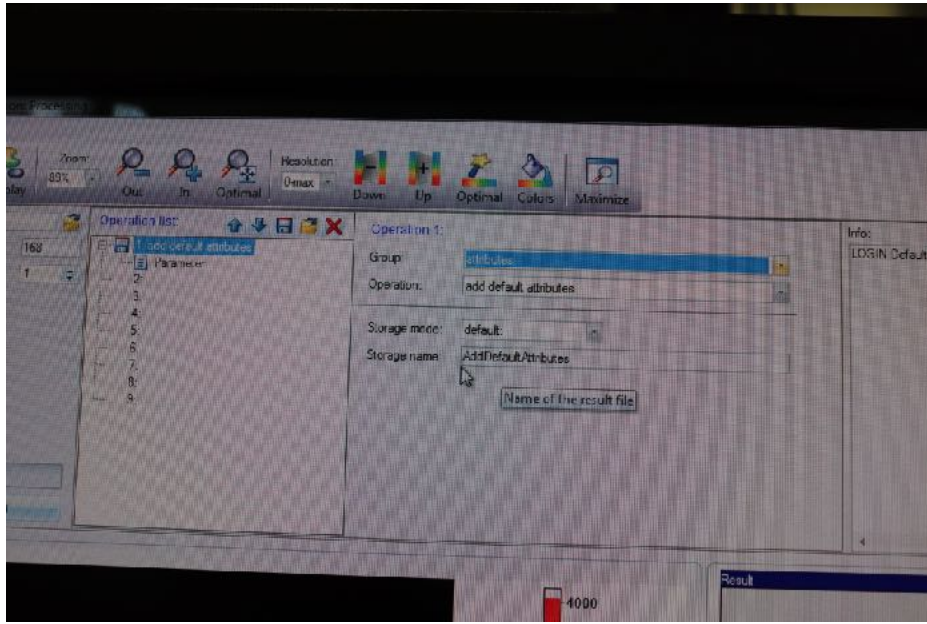 Zoom:
89%
Out
In
Optimal
Resolution:
0-max
Down
Up
Optimal
Colors
Maximize
Operation list:
1: add default attributes
Parameter
2:
3:
4:
5:
6:
7:
8:
9:
168
1
Operation 1:
Group:
attributes
Operation:
add default attributes
Storage mode:
default:
Storage name
AddDefaultAttributes
Name of the result file
Info:
LOGIN Default
4000
Result